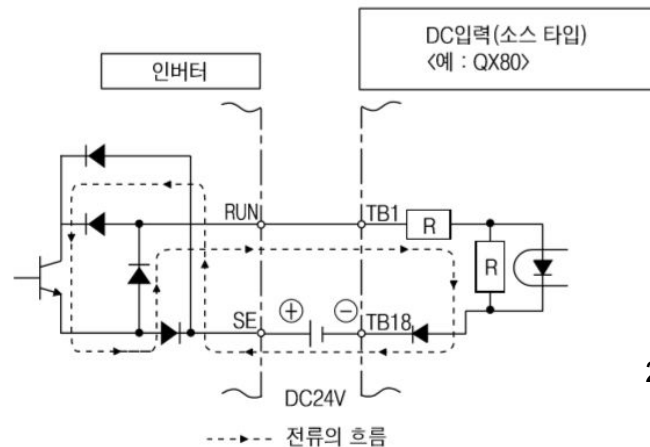 DC입력(소스 타입)
<예 : QX80>
인버터
RUN
TB1
R
R
SE
+
−
TB18
DC24V
전류의 흐름
2